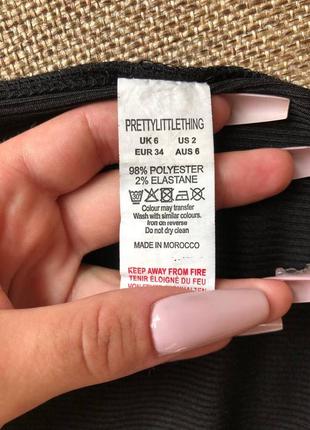 PRETTYLITTLETHING
UK 6 US 2
EUR 34 AUS 6
98% POLYESTER
2% ELASTANE
Colour may transfer
Wash with similar colours.
Iron on reverse
Do not dry clean
MADE IN MOROCCO
KEEP AWAY FROM FIRE
TENIR ELOIGNÉ DU FEU
VON